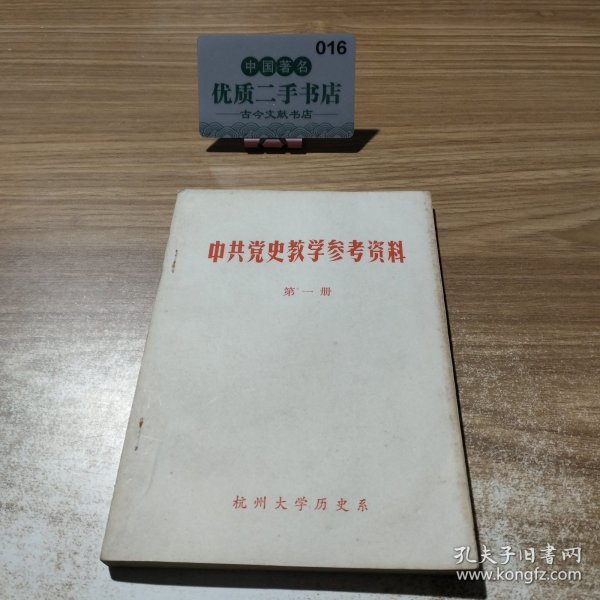 016
中国著名
优质二手书店
古今文献书店
中共党史教学参考资料
第一册
杭州大学历史系
孔夫子旧书网
www.kongfz.com